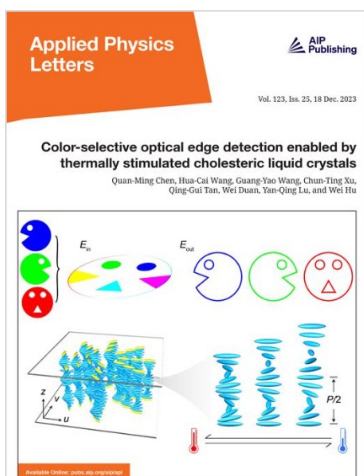 Applied Physics
Letters
AIP
Publishing
Vol. 123, Iss. 25, 18 Dec. 2023
Color-selective optical edge detection enabled by
thermally stimulated cholesteric liquid crystals
Quan-Ming Chen, Hua-Cai Wang, Guang-Yao Wang, Chun-Ting Xu,
Qing-Gui Tan, Wei Duan, Yan-Qing Lu, and Wei Hu
E in
E out
z
v
u
P/2
Available Online: pubs.aip.org/aip/apl